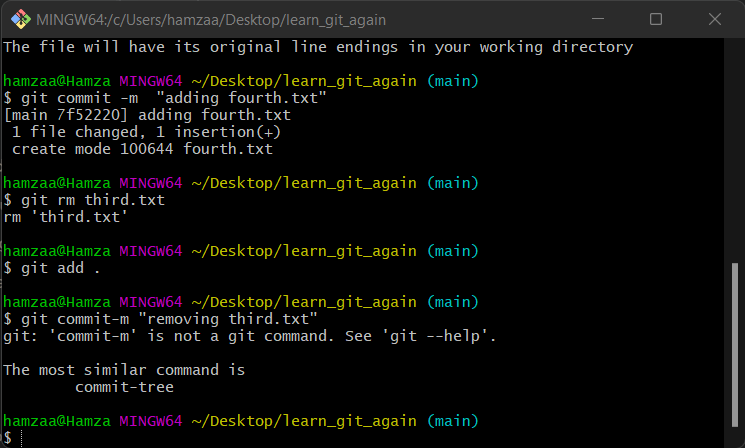 MINGW64:/c/Users/hamzaa/Desktop/learn_git_again
The file will have its original line endings in your working directory
hamzaa@Hamza MINGW64 ~/Desktop/learn_git_again (main)
$ git commit -m  "adding fourth.txt"
[main 7f52220] adding fourth.txt
 1 file changed, 1 insertion(+)
 create mode 100644 fourth.txt
hamzaa@Hamza MINGW64 ~/Desktop/learn_git_again (main)
$ git rm third.txt
rm 'third.txt'
hamzaa@Hamza MINGW64 ~/Desktop/learn_git_again (main)
$ git add .
hamzaa@Hamza MINGW64 ~/Desktop/learn_git_again (main)
$ git commit-m "removing third.txt"
git: 'commit-m' is not a git command. See 'git --help'.
The most similar command is
        commit-tree
hamzaa@Hamza MINGW64 ~/Desktop/learn_git_again (main)
$